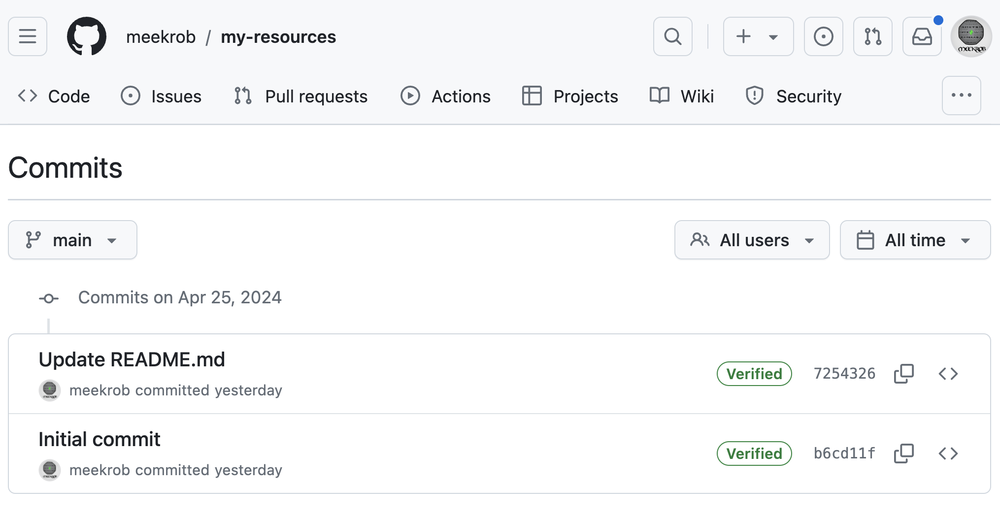 meekrob / my-resources
MEEKROB
Code Issues Pull requests Actions Projects Wiki Security
Commits
main All users All time
Commits on Apr 25, 2024
Update README.md
meekrob committed yesterday
Verified 7254326
Initial commit
meekrob committed yesterday
Verified b6cd11f